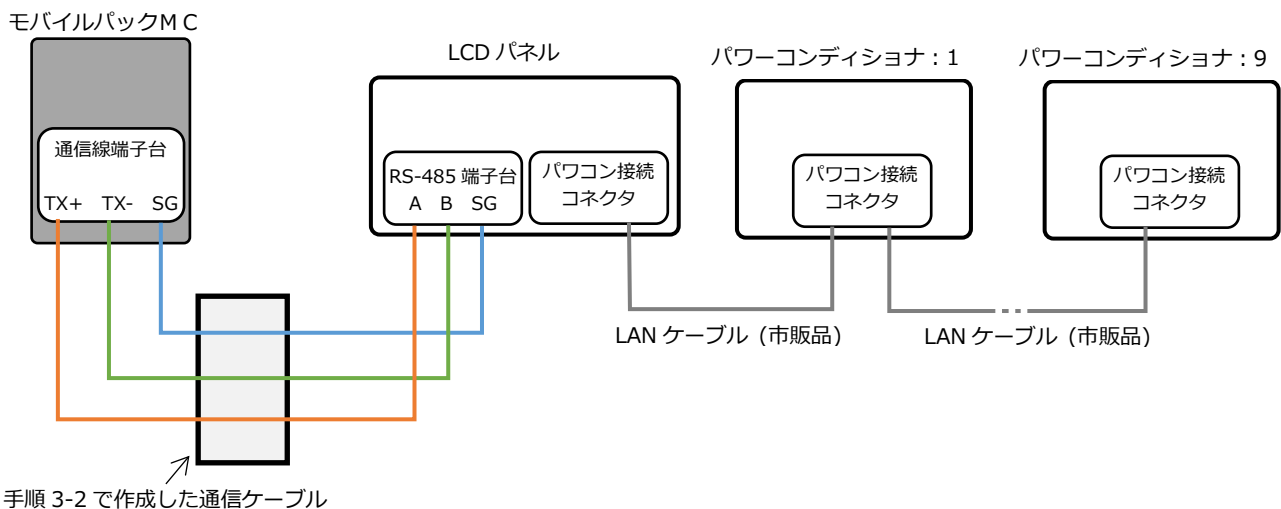 モバイルパックＭＣ
LCD パネル
パワーコンディショナ：1
パワーコンディショナ：9
通信線端子台
TX+ TX- SG
RS-485 端子台
A B SG
パワコン接続
コネクタ
パワコン接続
コネクタ
パワコン接続
コネクタ
LAN ケーブル（市販品）
LAN ケーブル（市販品）
手順 3-2 で作成した通信ケーブル